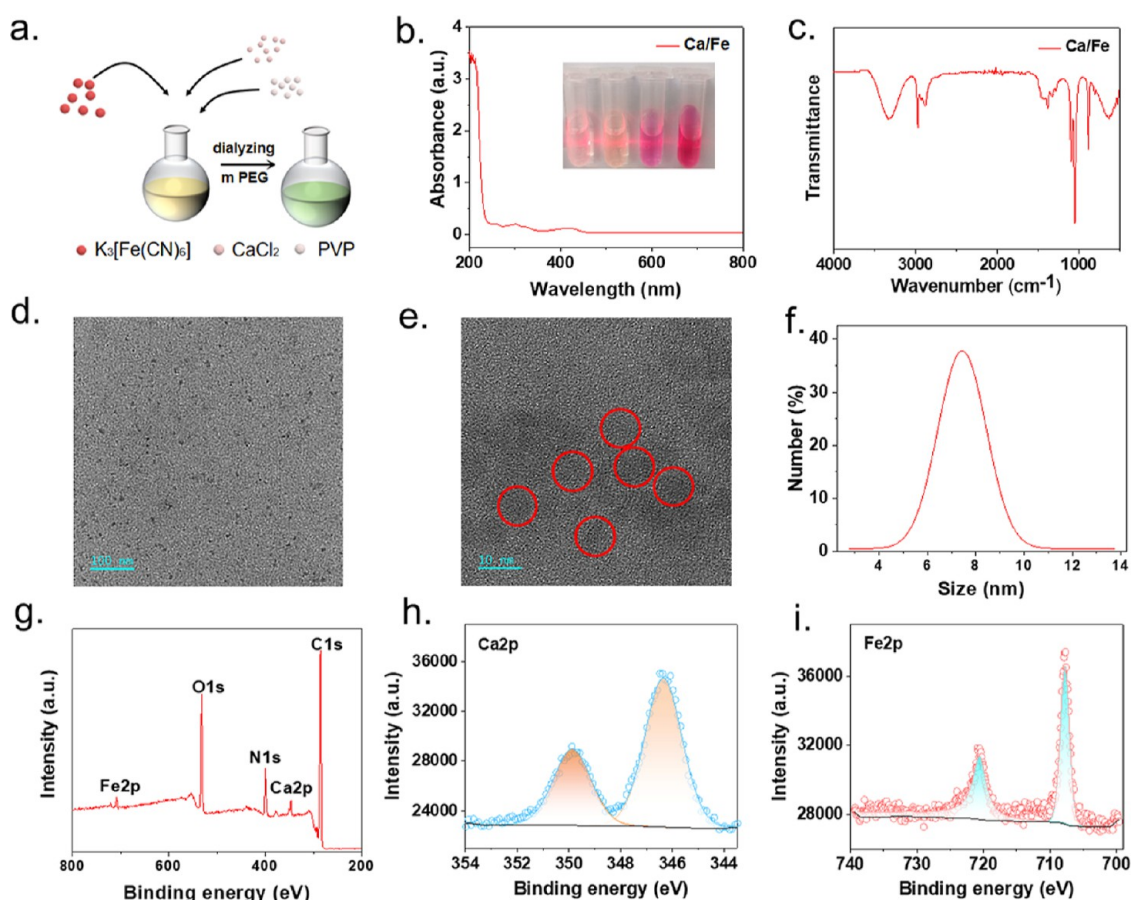 a.
dialyzing
m PEG
K₃[Fe(CN)₆]
CaCl₂
PVP
b.
Ca/Fe
Absorbance (a.u.)
4
3
2
1
0
200
400
600
800
Wavelength (nm)
c.
Ca/Fe
Transmittance
4000
3000
2000
1000
Wavenumber (cm⁻¹)
d.
100 nm
e.
10 nm
f.
Number (%)
40
30
20
10
0
4
6
8
10
12
14
Size (nm)
g.
Intensity (a.u.)
C1s
O1s
N1s
Ca2p
Fe2p
800
600
400
200
Binding energy (eV)
h.
Ca2p
Intensity (a.u.)
36000
32000
28000
24000
354
352
350
348
346
344
Binding energy (eV)
i.
Fe2p
Intensity (a.u.)
36000
32000
28000
740
730
720
710
700
Binding energy (eV)